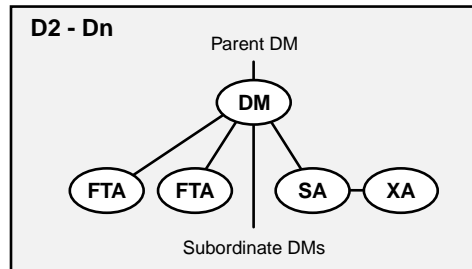 D2 - Dn
Parent DM
DM
FTA FTA SA XA
Subordinate DMs